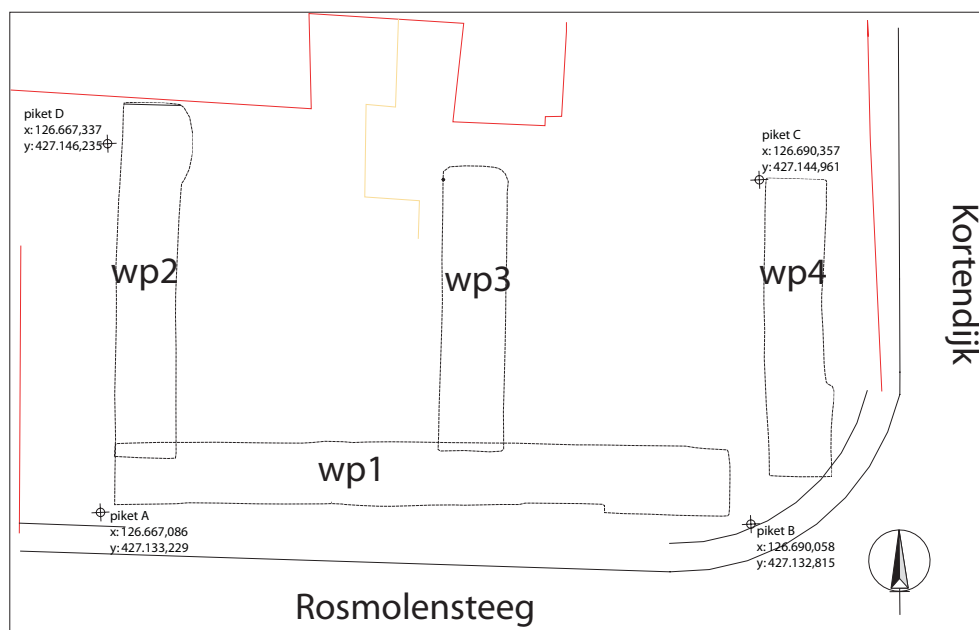 piket D
x: 126.667,337
y: 427.146,235
piket C
x: 126.690,357
y: 427.144,961
wp2
wp3
wp4
Kortendijk
wp1
piket A
x: 126.667,086
y: 427.133,229
piket B
x: 126.690,058
y: 427.132,815
Rosmolensteeg